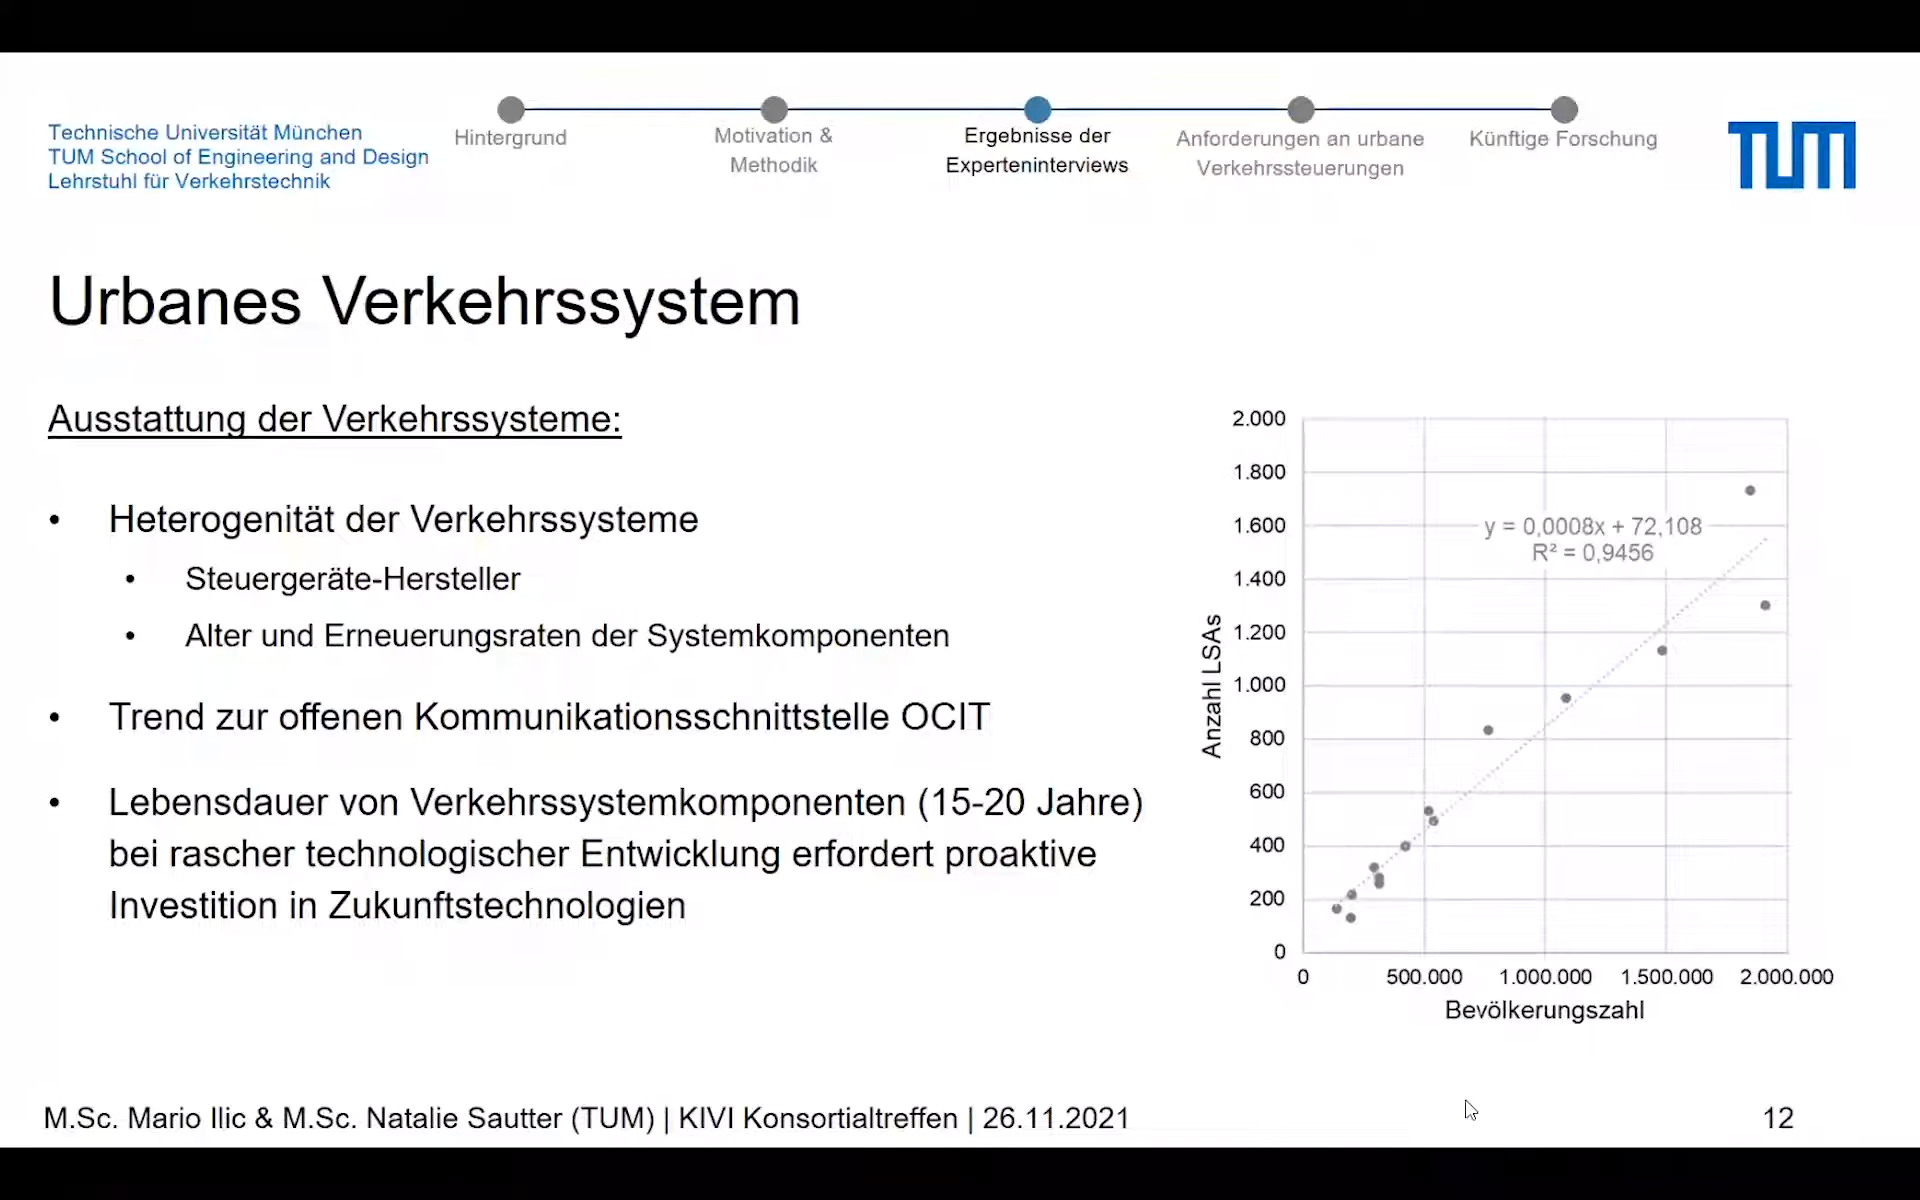 Technische Universität München
TUM School of Engineering and Design
Lehrstuhl für Verkehrstechnik
Hintergrund
Motivation &
Methodik
Ergebnisse der
Experteninterviews
Anforderungen an urbane
Verkehrssteuerungen
Künftige Forschung
TUM
Urbanes Verkehrssystem
Ausstattung der Verkehrssysteme:
• Heterogenität der Verkehrssysteme
• Steuergeräte-Hersteller
• Alter und Erneuerungsraten der Systemkomponenten
• Trend zur offenen Kommunikationsschnittstelle OCIT
• Lebensdauer von Verkehrssystemkomponenten (15-20 Jahre)
bei rascher technologischer Entwicklung erfordert proaktive
Investition in Zukunftstechnologien
Anzahl LSAs
2.000
1.800
1.600
1.400
1.200
1.000
800
600
400
200
0
y = 0,0008x + 72,108
R² = 0,9456
0 500.000 1.000.000 1.500.000 2.000.000
Bevölkerungszahl
M.Sc. Mario Ilic & M.Sc. Natalie Sautter (TUM) | KIVI Konsortialtreffen | 26.11.2021
12